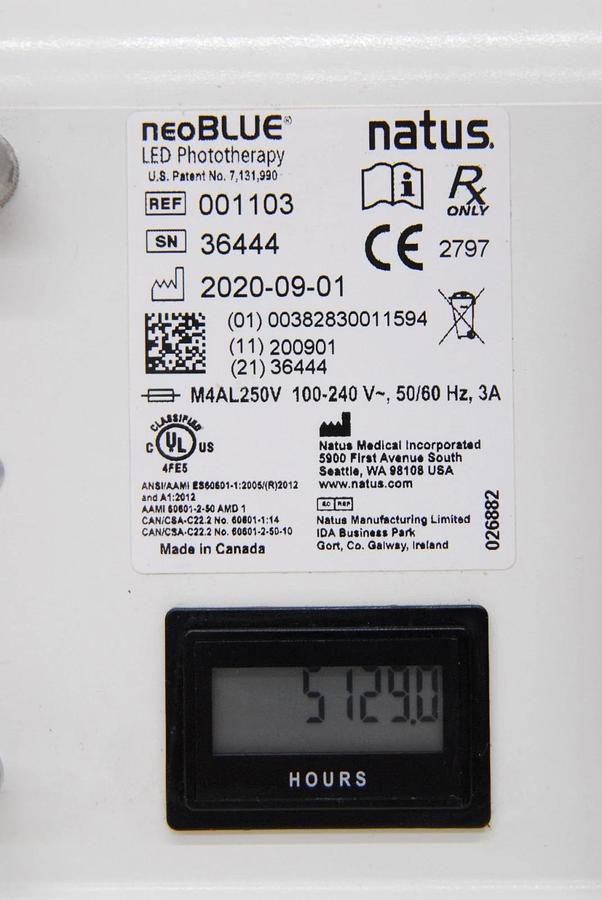 neoBLUE®
LED Phototherapy
U.S. Patent No. 7,131,990
REF 001103
SN 36444
2020-09-01
natus.
i
Rx
ONLY
CE 2797
(01) 00382830011594
(11) 200901
(21) 36444
M4AL250V 100-240 V~, 50/60 Hz, 3A
CLASSIFIED
C UL US
4FE5
ANSI/AAMI ES60601-1:2005/(R)2012
and A1:2012
AAMI 60601-2-50 AMD 1
CAN/CSA-C22.2 No. 60601-1:14
CAN/CSA-C22.2 No. 60601-2-50-10
Made in Canada
Natus Medical Incorporated
5900 First Avenue South
Seattle, WA 98108 USA
www.natus.com
EC REP
Natus Manufacturing Limited
IDA Business Park
Gort, Co. Galway, Ireland
026882
5129.0
HOURS